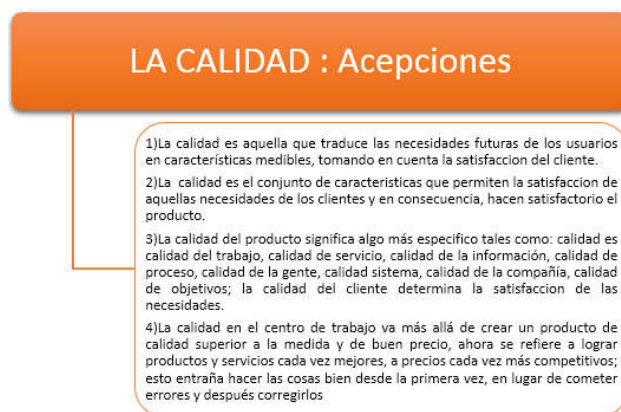 LA CALIDAD : Acepciones
1)La calidad es aquella que traduce las necesidades futuras de los usuarios
en características medibles, tomando en cuenta la satisfaccion del cliente.
2)La calidad es el conjunto de caracteristicas que permiten la satisfaccion de
aquellas necesidades de los clientes y en consecuencia, hacen satisfactorio el
producto.
3)La calidad del producto significa algo más especifico tales como: calidad es
calidad del trabajo, calidad de servicio, calidad de la información, calidad de
proceso, calidad de la gente, calidad sistema, calidad de la compañía, calidad
de objetivos; la calidad del cliente determina la satisfaccion de las
necesidades.
4)La calidad en el centro de trabajo va más allá de crear un producto de
calidad superior a la medida y de buen precio, ahora se refiere a lograr
productos y servicios cada vez mejores, a precios cada vez más competitivos;
esto entraña hacer las cosas bien desde la primera vez, en lugar de cometer
errores y después corregirlos